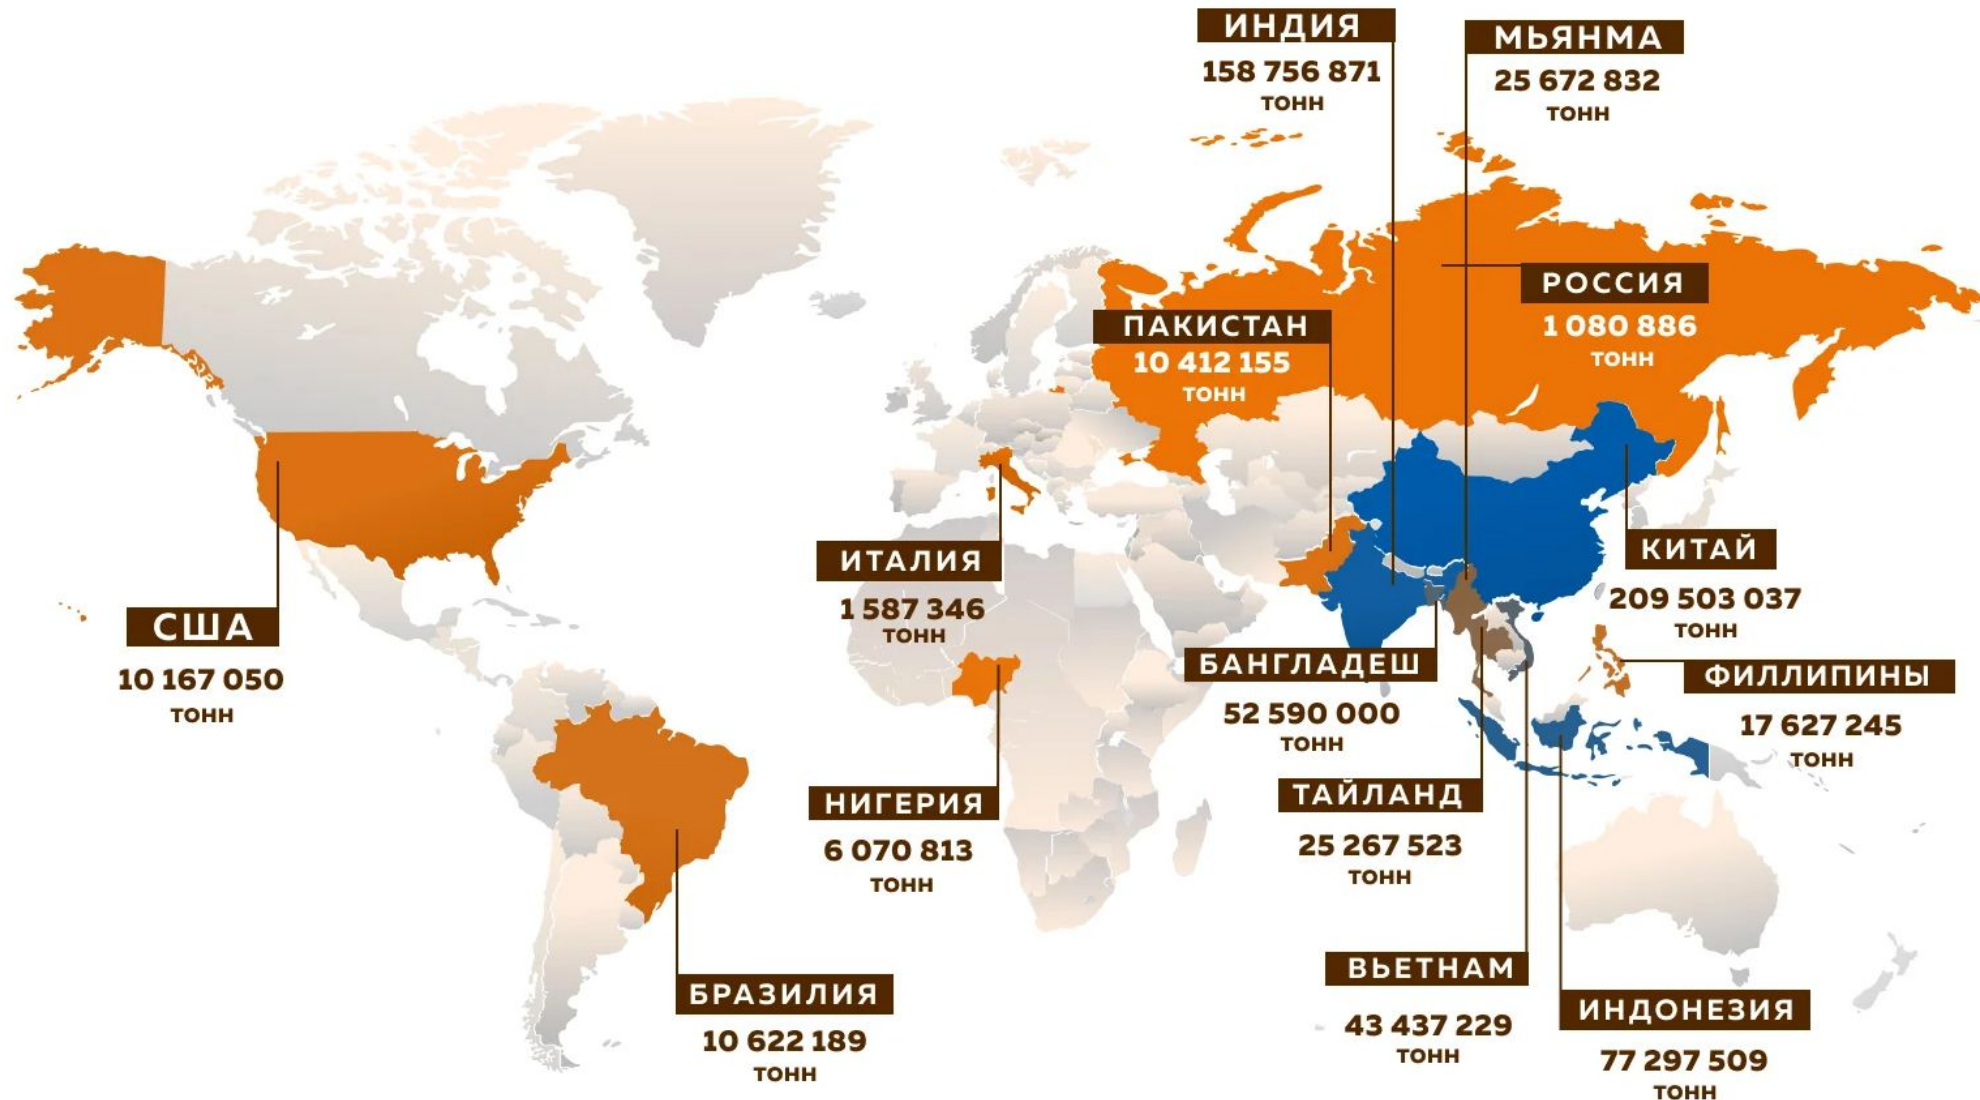 ИНДИЯ
158 756 871
ТОНН
МЬЯНМА
25 672 832
ТОНН
РОССИЯ
1 080 886
ТОНН
ПАКИСТАН
10 412 155
ТОНН
ИТАЛИЯ
1 587 346
ТОНН
КИТАЙ
209 503 037
ТОНН
США
10 167 050
ТОНН
БАНГЛАДЕШ
52 590 000
ТОНН
ФИЛЛИПИНЫ
17 627 245
ТОНН
НИГЕРИЯ
6 070 813
ТОНН
ТАЙЛАНД
25 267 523
ТОНН
БРАЗИЛИЯ
10 622 189
ТОНН
ВЬЕТНАМ
43 437 229
ТОНН
ИНДОНЕЗИЯ
77 297 509
ТОНН